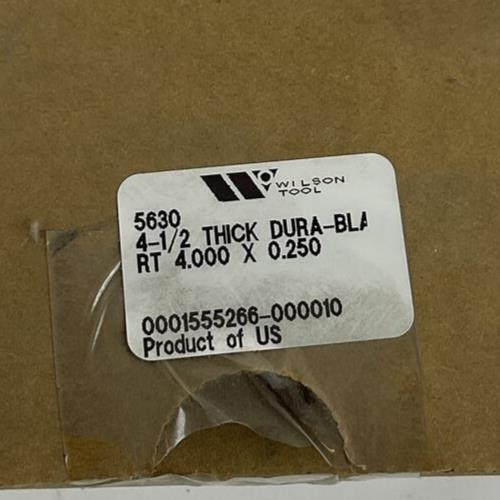 WILSON
TOOL
5630
4-1/2 THICK DURA-BLA
RT 4.000 X 0.250
0001555266-000010
Product of US